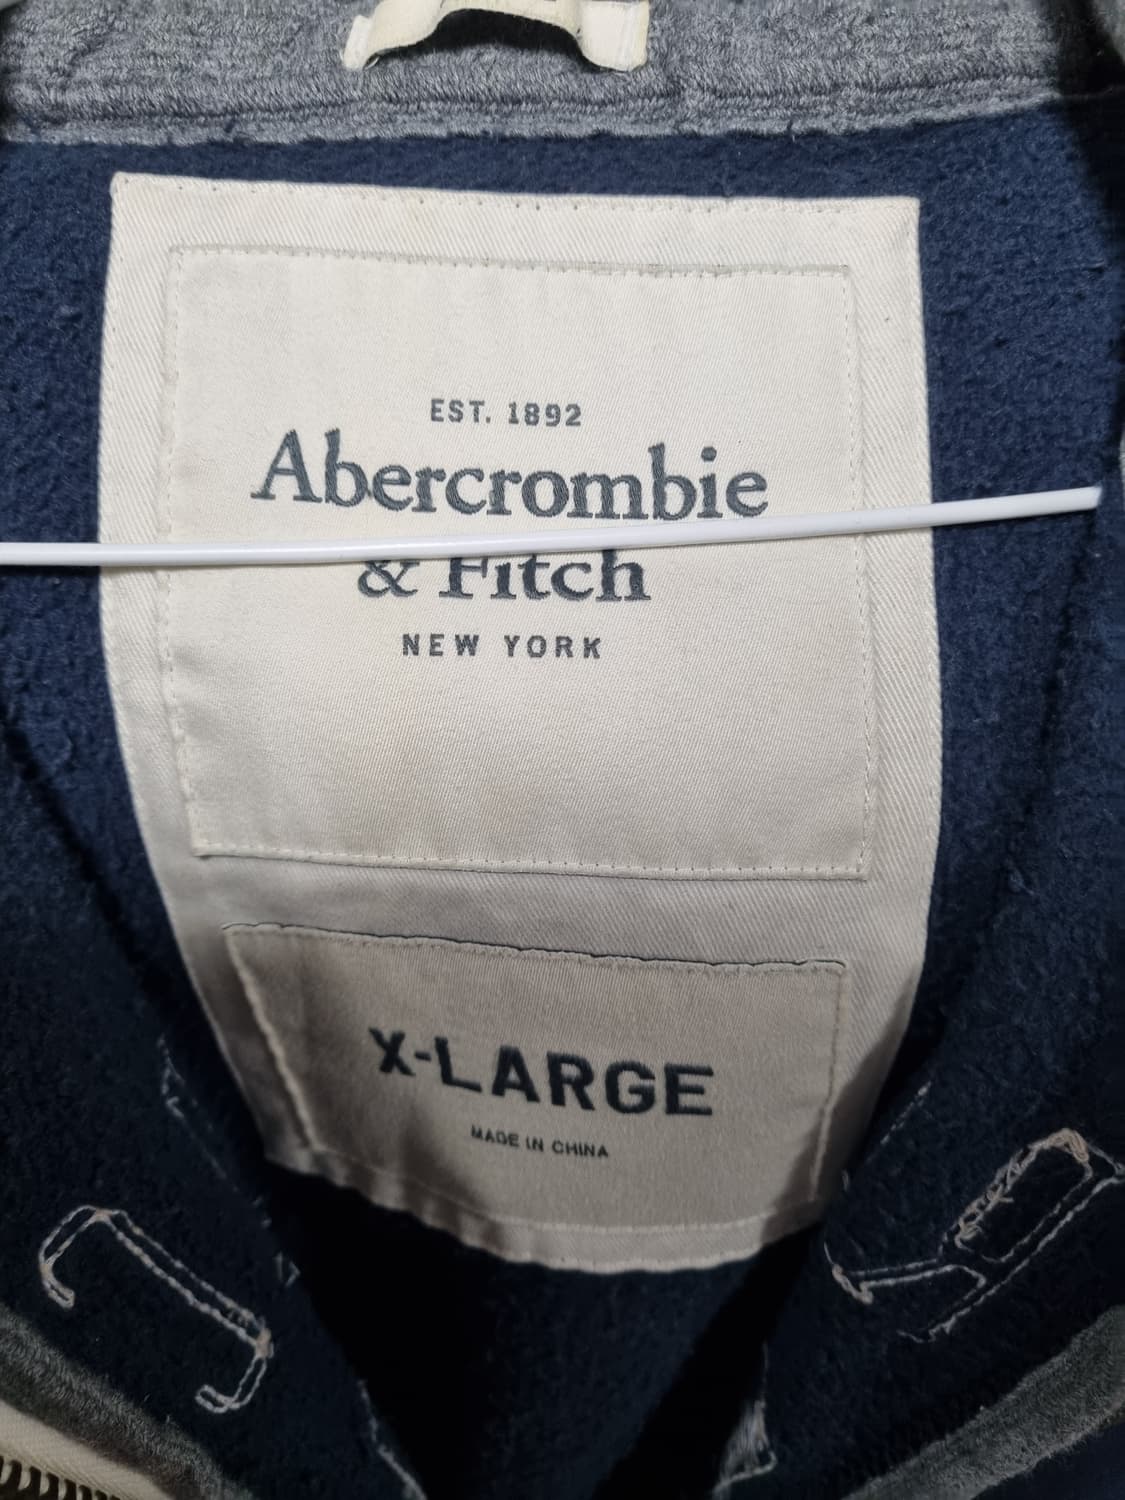 EST. 1892
Abercrombie
& Fitch
NEW YORK
X-LARGE
MADE IN CHINA